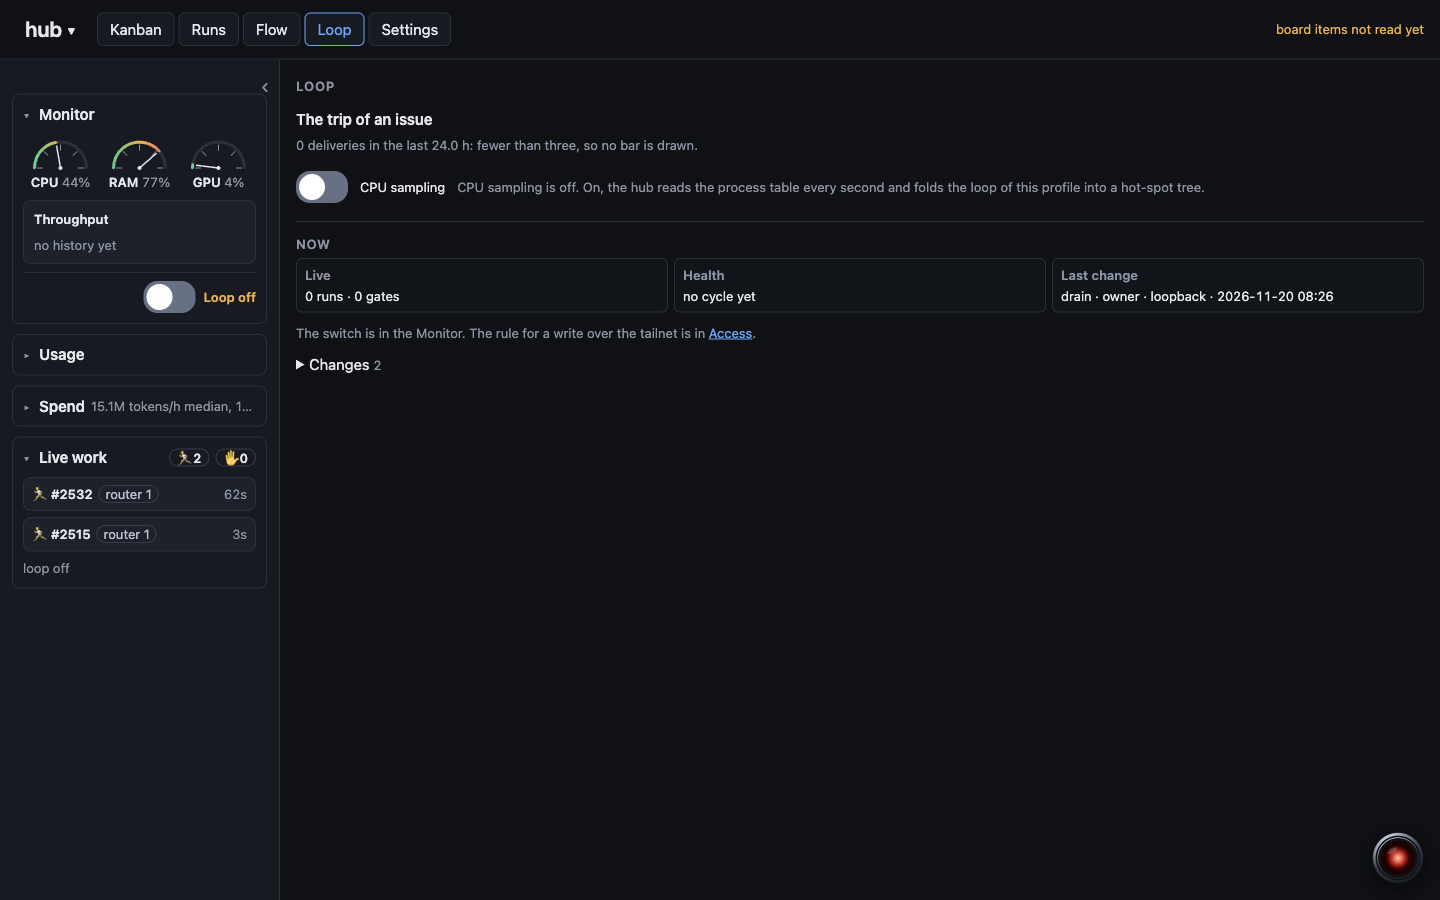 hub ▾ Kanban Runs Flow Loop Settings board items not read yet
Monitor
CPU 44% RAM 77% GPU 4%
Throughput
no history yet
Loop off
Usage
Spend 15.1M tokens/h median, 1...
Live work 2 0
#2532 router 1 62s
#2515 router 1 3s
loop off
LOOP
The trip of an issue
0 deliveries in the last 24.0 h: fewer than three, so no bar is drawn.
CPU sampling CPU sampling is off. On, the hub reads the process table every second and folds the loop of this profile into a hot-spot tree.
NOW
Live
0 runs · 0 gates
Health
no cycle yet
Last change
drain · owner · loopback · 2026-11-20 08:26
The switch is in the Monitor. The rule for a write over the tailnet is in Access.
Changes 2